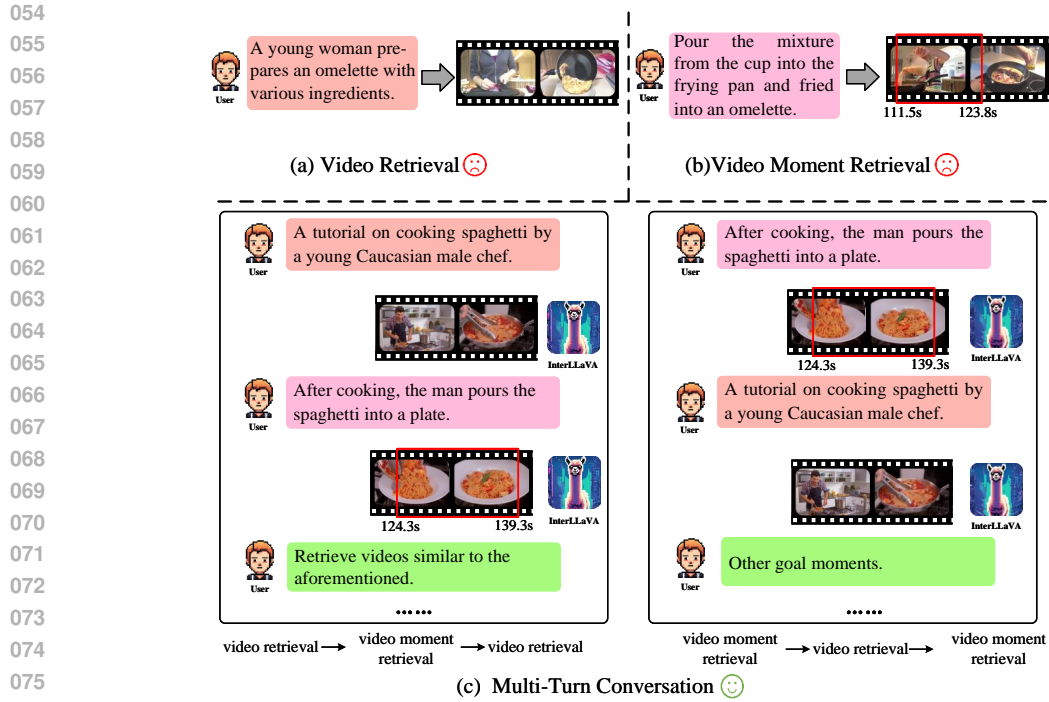 054
055
056
057
058
059
060
061
062
063
064
065
066
067
068
069
070
071
072
073
074
075
A young woman pre-
pares an omelette with
various ingredients.
User
(a) Video Retrieval
Pour the mixture
from the cup into the
frying pan and fried
into an omelette.
User
111.5s 123.8s
(b)Video Moment Retrieval
A tutorial on cooking spaghetti by
a young Caucasian male chef.
User
InterLLaVA
After cooking, the man pours the
spaghetti into a plate.
User
124.3s 139.3s
InterLLaVA
Retrieve videos similar to the
aforementioned.
User
......
video retrieval video moment retrieval video retrieval
After cooking, the man pours the
spaghetti into a plate.
User
124.3s 139.3s
InterLLaVA
A tutorial on cooking spaghetti by
a young Caucasian male chef.
User
InterLLaVA
Other goal moments.
User
......
video moment retrieval video retrieval video moment retrieval
(c) Multi-Turn Conversation